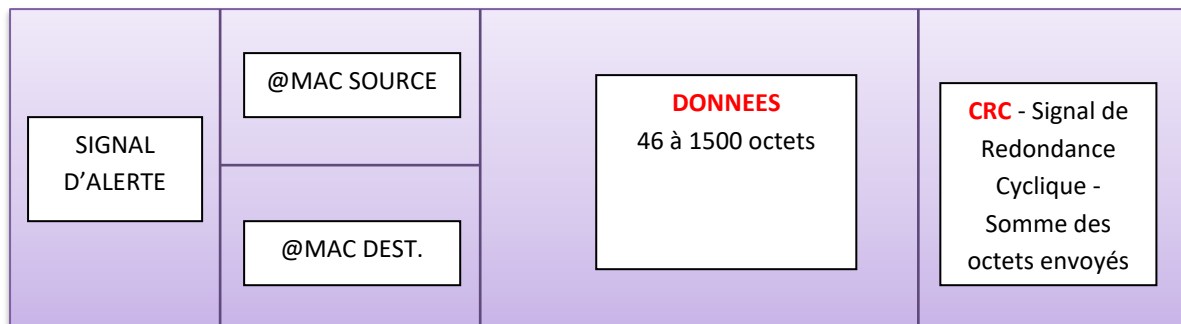 SIGNAL
D’ALERTE
@MAC SOURCE
@MAC DEST.
DONNEES
46 à 1500 octets
CRC - Signal de
Redondance
Cyclique -
Somme des
octets envoyés